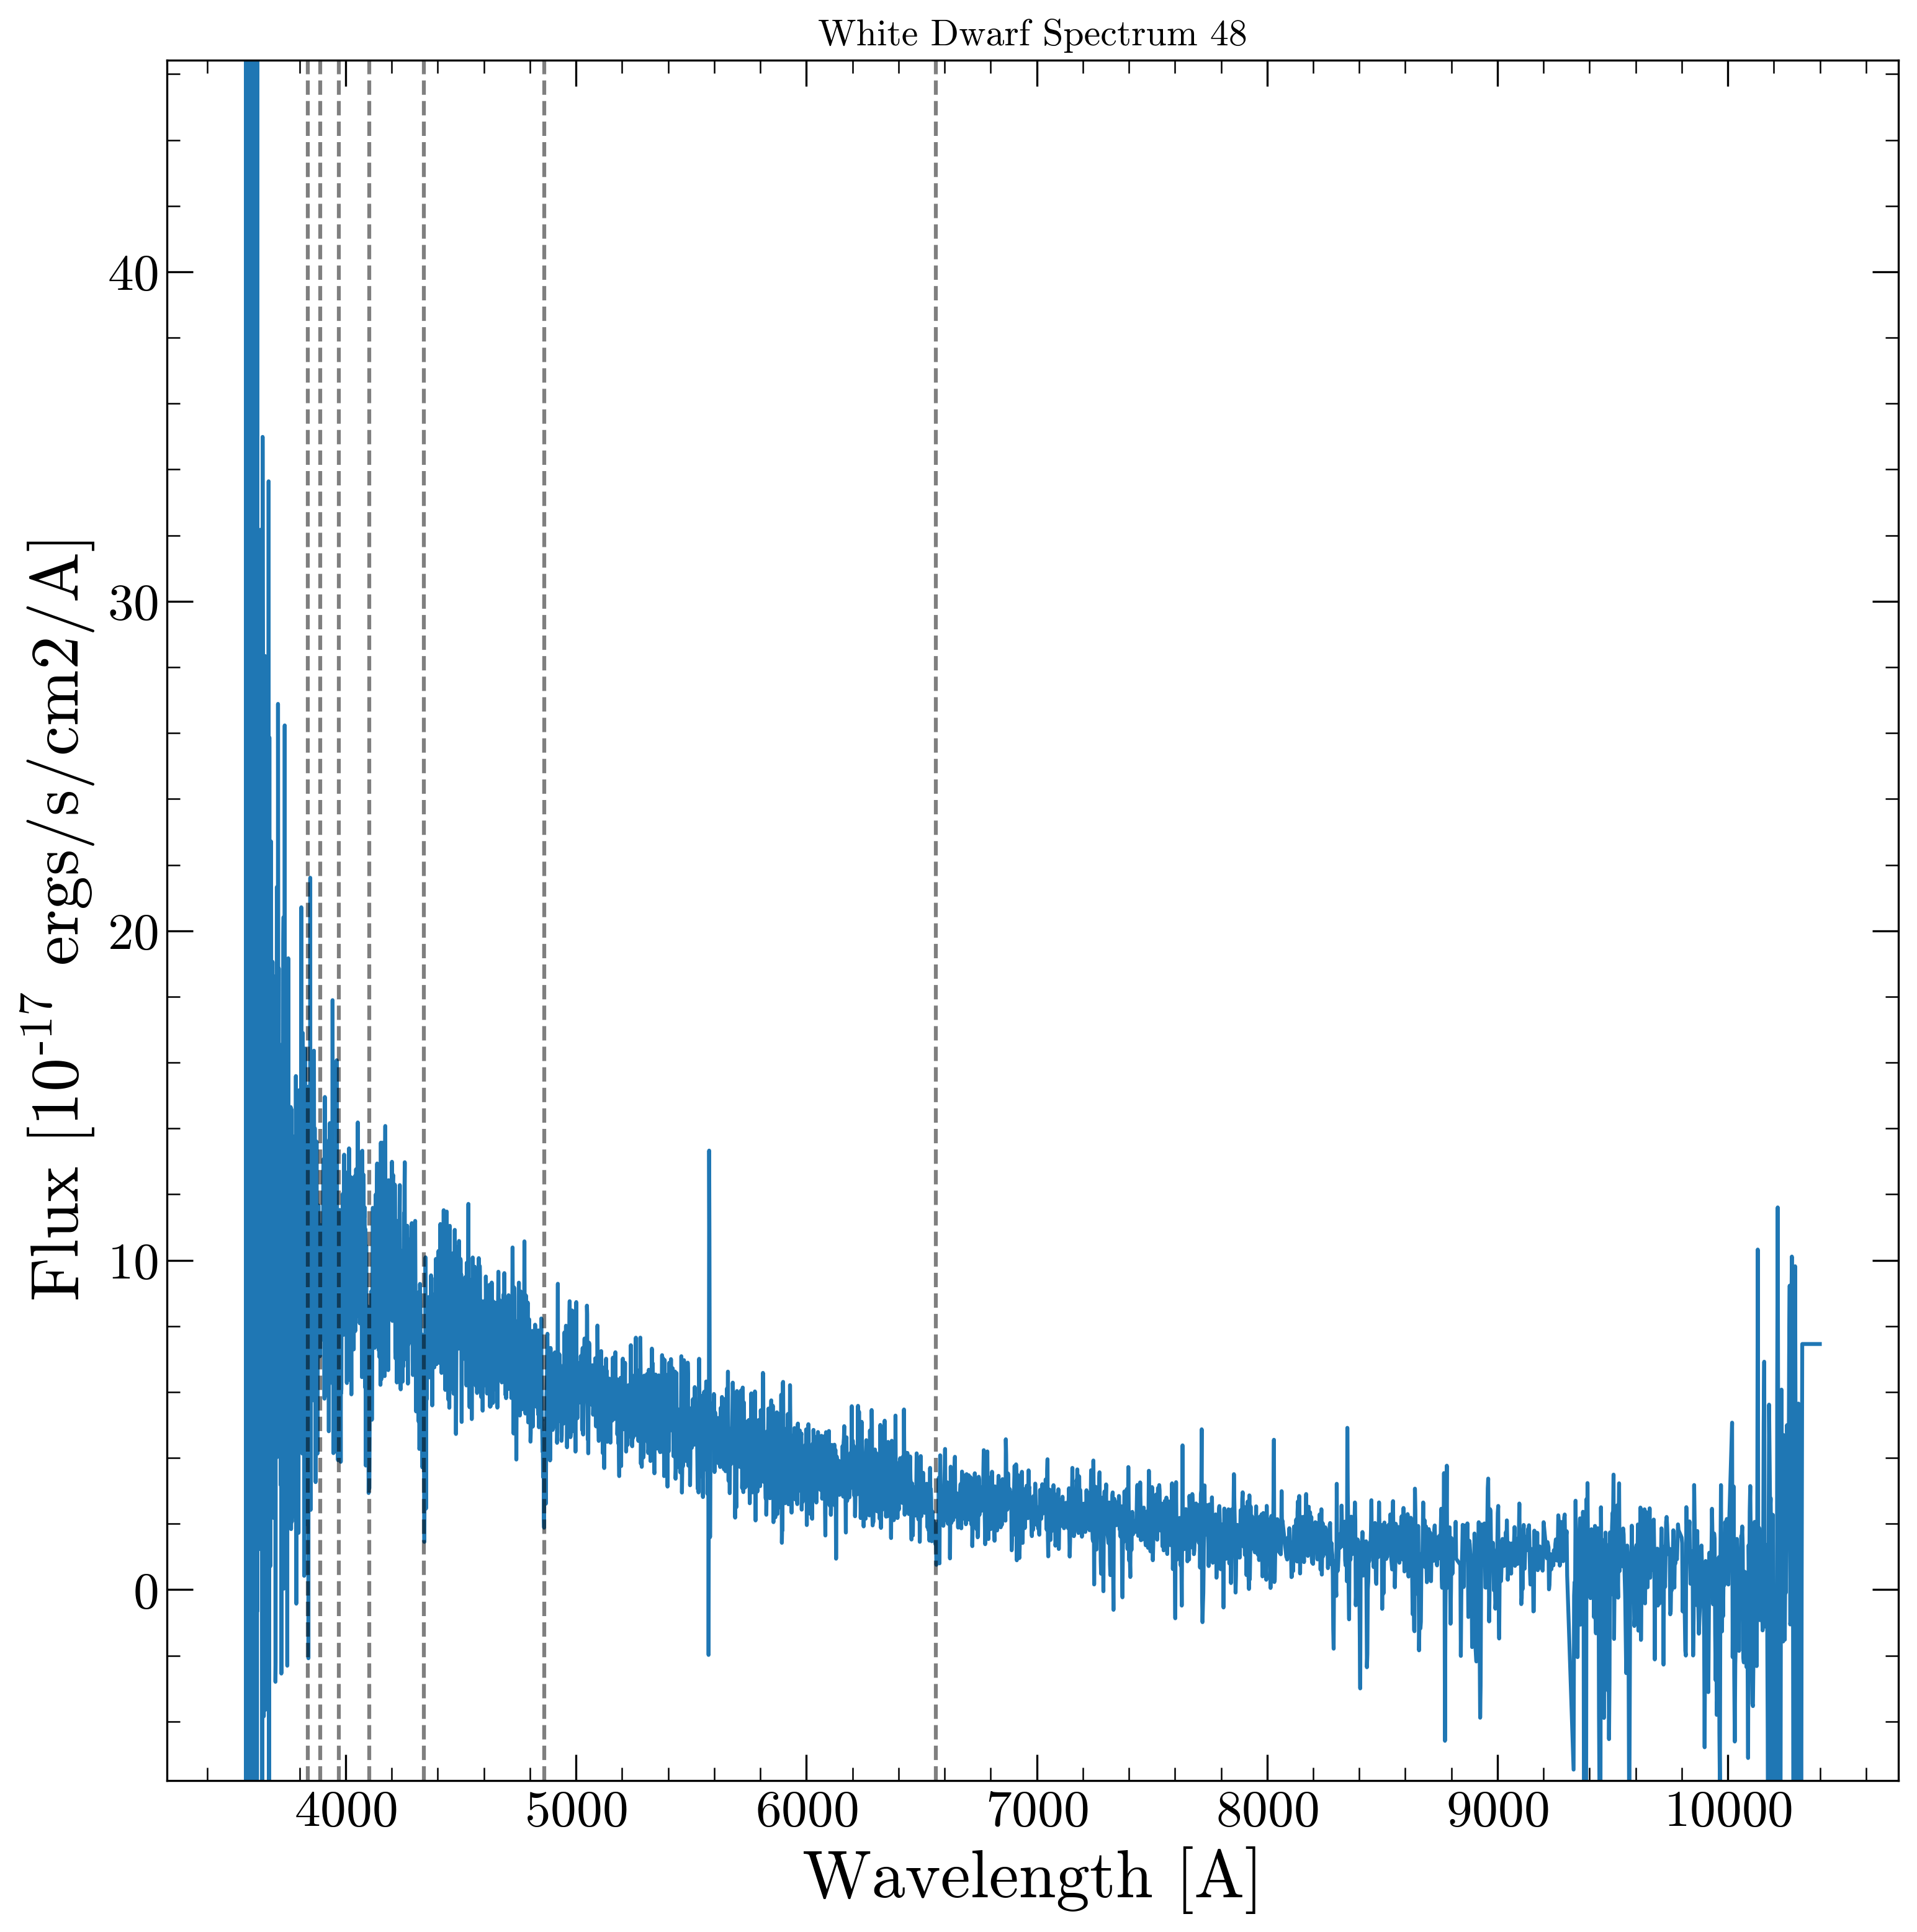 White Dwarf Spectrum 48
40
30
20
10
0
Flux [10⁻¹⁷ ergs/s/cm2/A]
4000 5000 6000 7000 8000 9000 10000
Wavelength [A]